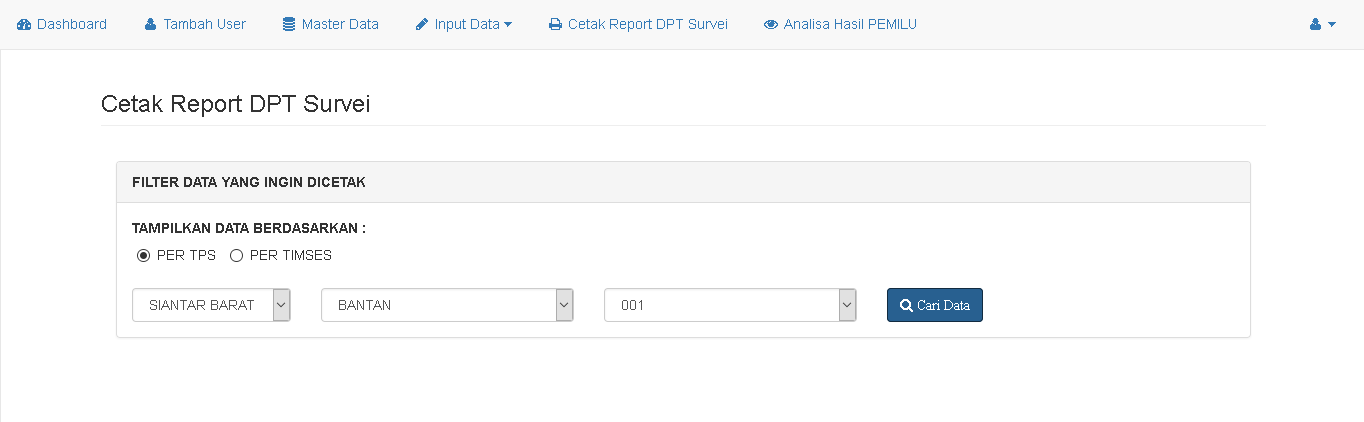 Dashboard Tambah User Master Data Input Data Cetak Report DPT Survei Analisa Hasil PEMILU
Cetak Report DPT Survei
FILTER DATA YANG INGIN DICETAK
TAMPILKAN DATA BERDASARKAN :
PER TPS PER TIMSES
SIANTAR BARAT BANTAN 001 Cari Data